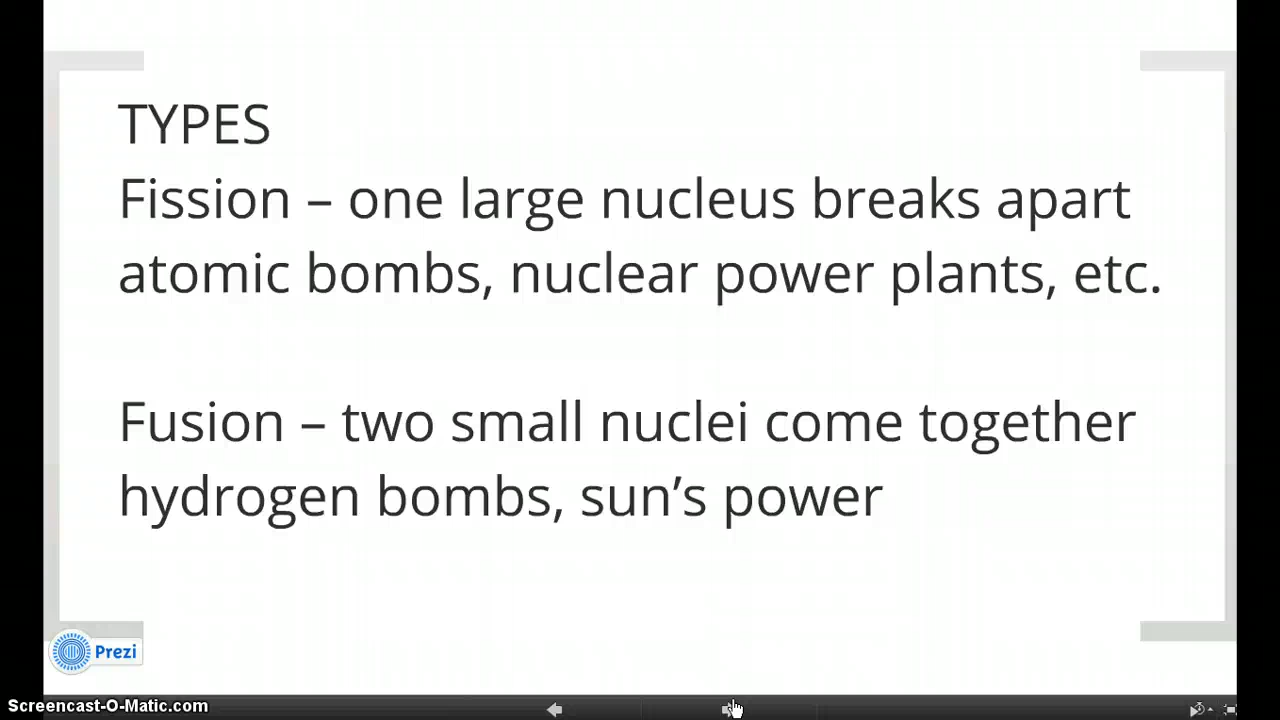 TYPES
Fission – one large nucleus breaks apart
atomic bombs, nuclear power plants, etc.
Fusion – two small nuclei come together
hydrogen bombs, sun’s power
Prezi
Screencast-O-Matic.com